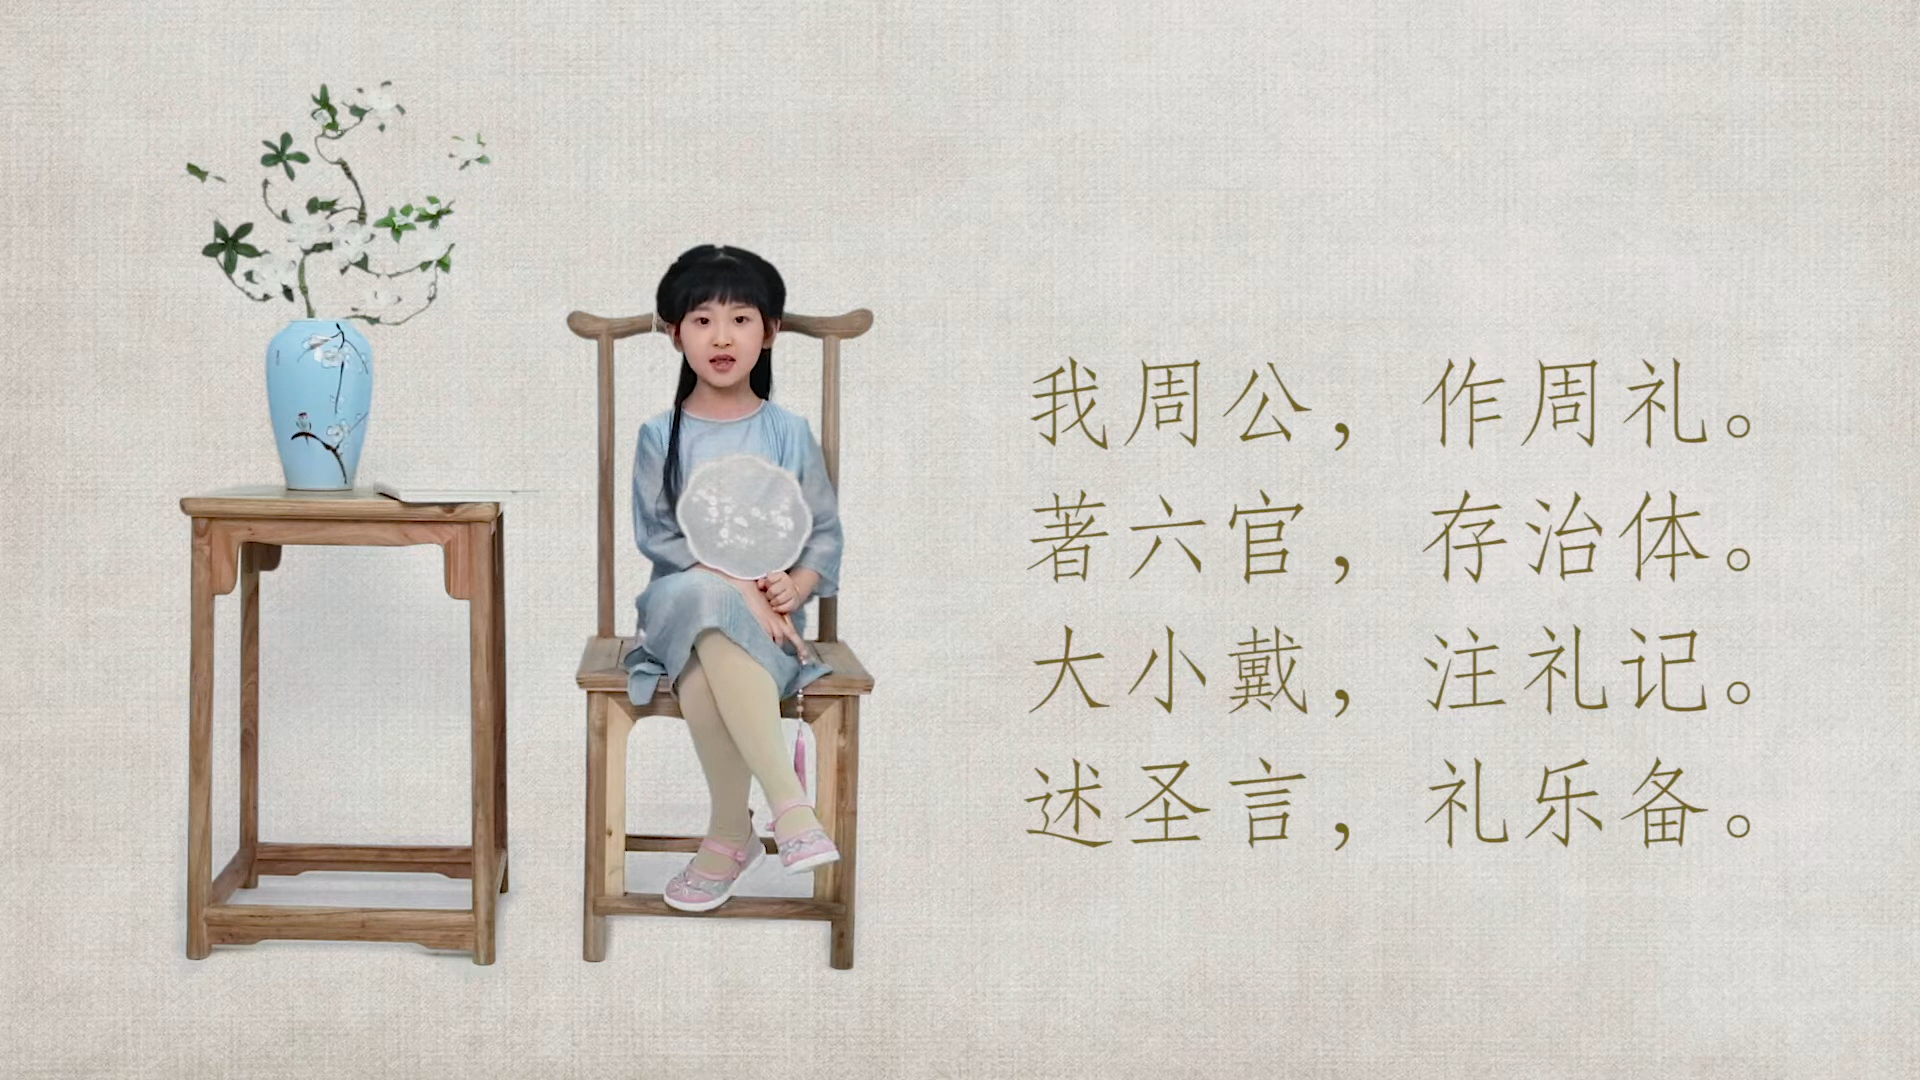 我周公，作周礼。
著六官，存治体。
大小戴，注礼记。
述圣言，礼乐备。